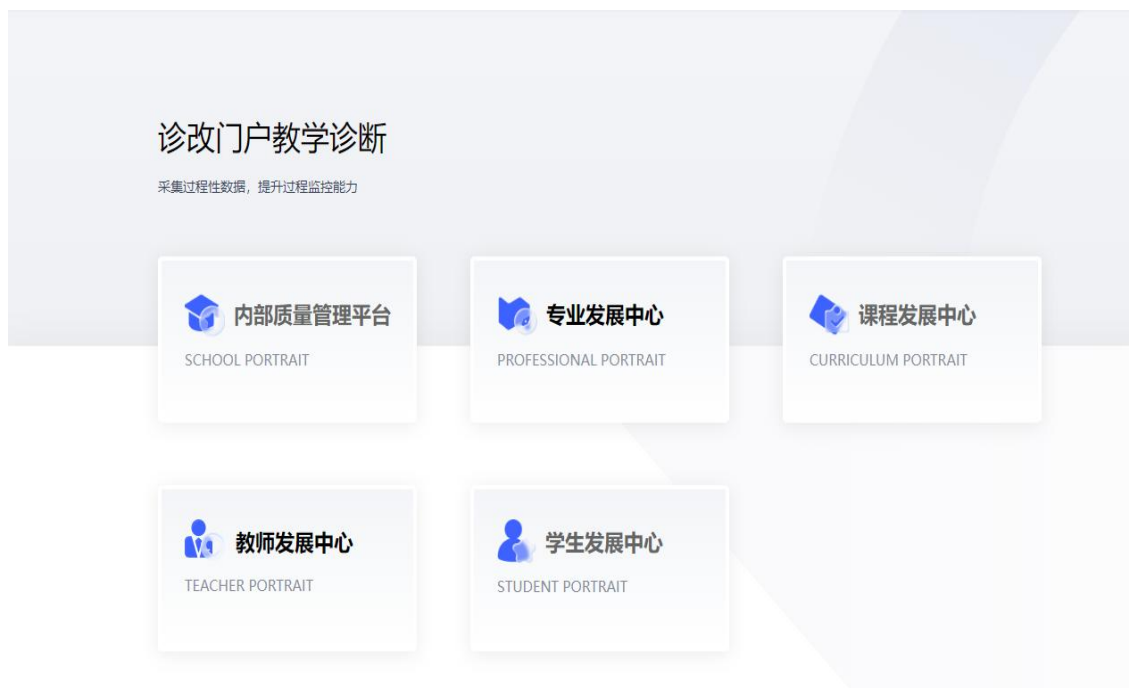 诊改门户教学诊断
采集过程性数据，提升过程监控能力
内部质量管理平台
SCHOOL PORTRAIT
专业发展中心
PROFESSIONAL PORTRAIT
课程发展中心
CURRICULUM PORTRAIT
教师发展中心
TEACHER PORTRAIT
学生发展中心
STUDENT PORTRAIT